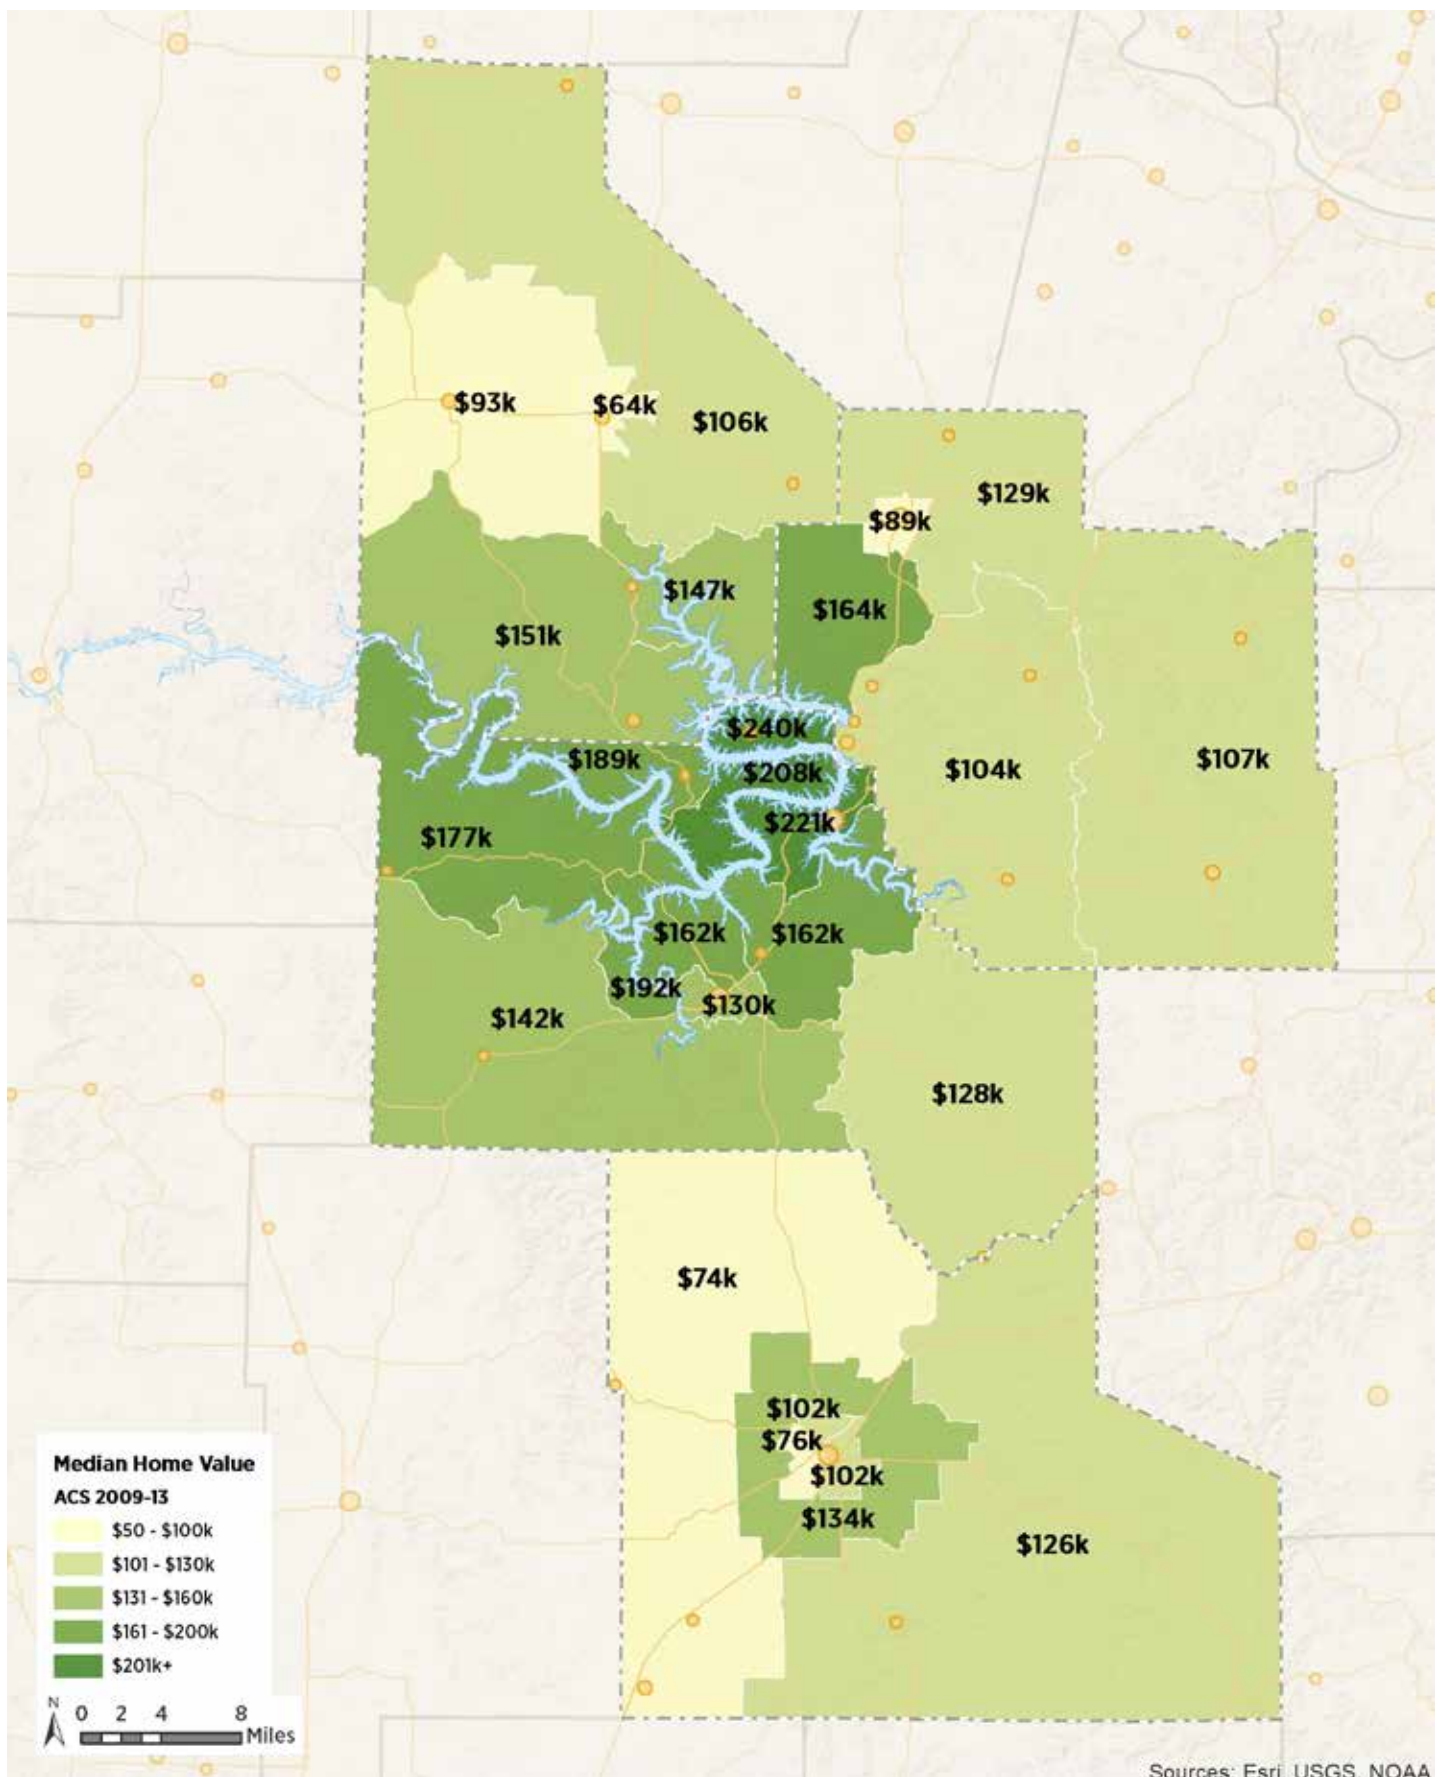 $93k
$64k
$106k
$129k
$89k
$147k
$164k
$151k
$240k
$189k
$208k
$104k
$107k
$221k
$177k
$162k
$162k
$192k
$130k
$142k
$128k
$74k
$102k
$76k
$102k
$134k
$126k
Median Home Value
ACS 2009-13
$50 - $100k
$101 - $130k
$131 - $160k
$161 - $200k
$201k+
N
0 2 4 8
Miles
Sources: Esri, USGS, NOAA